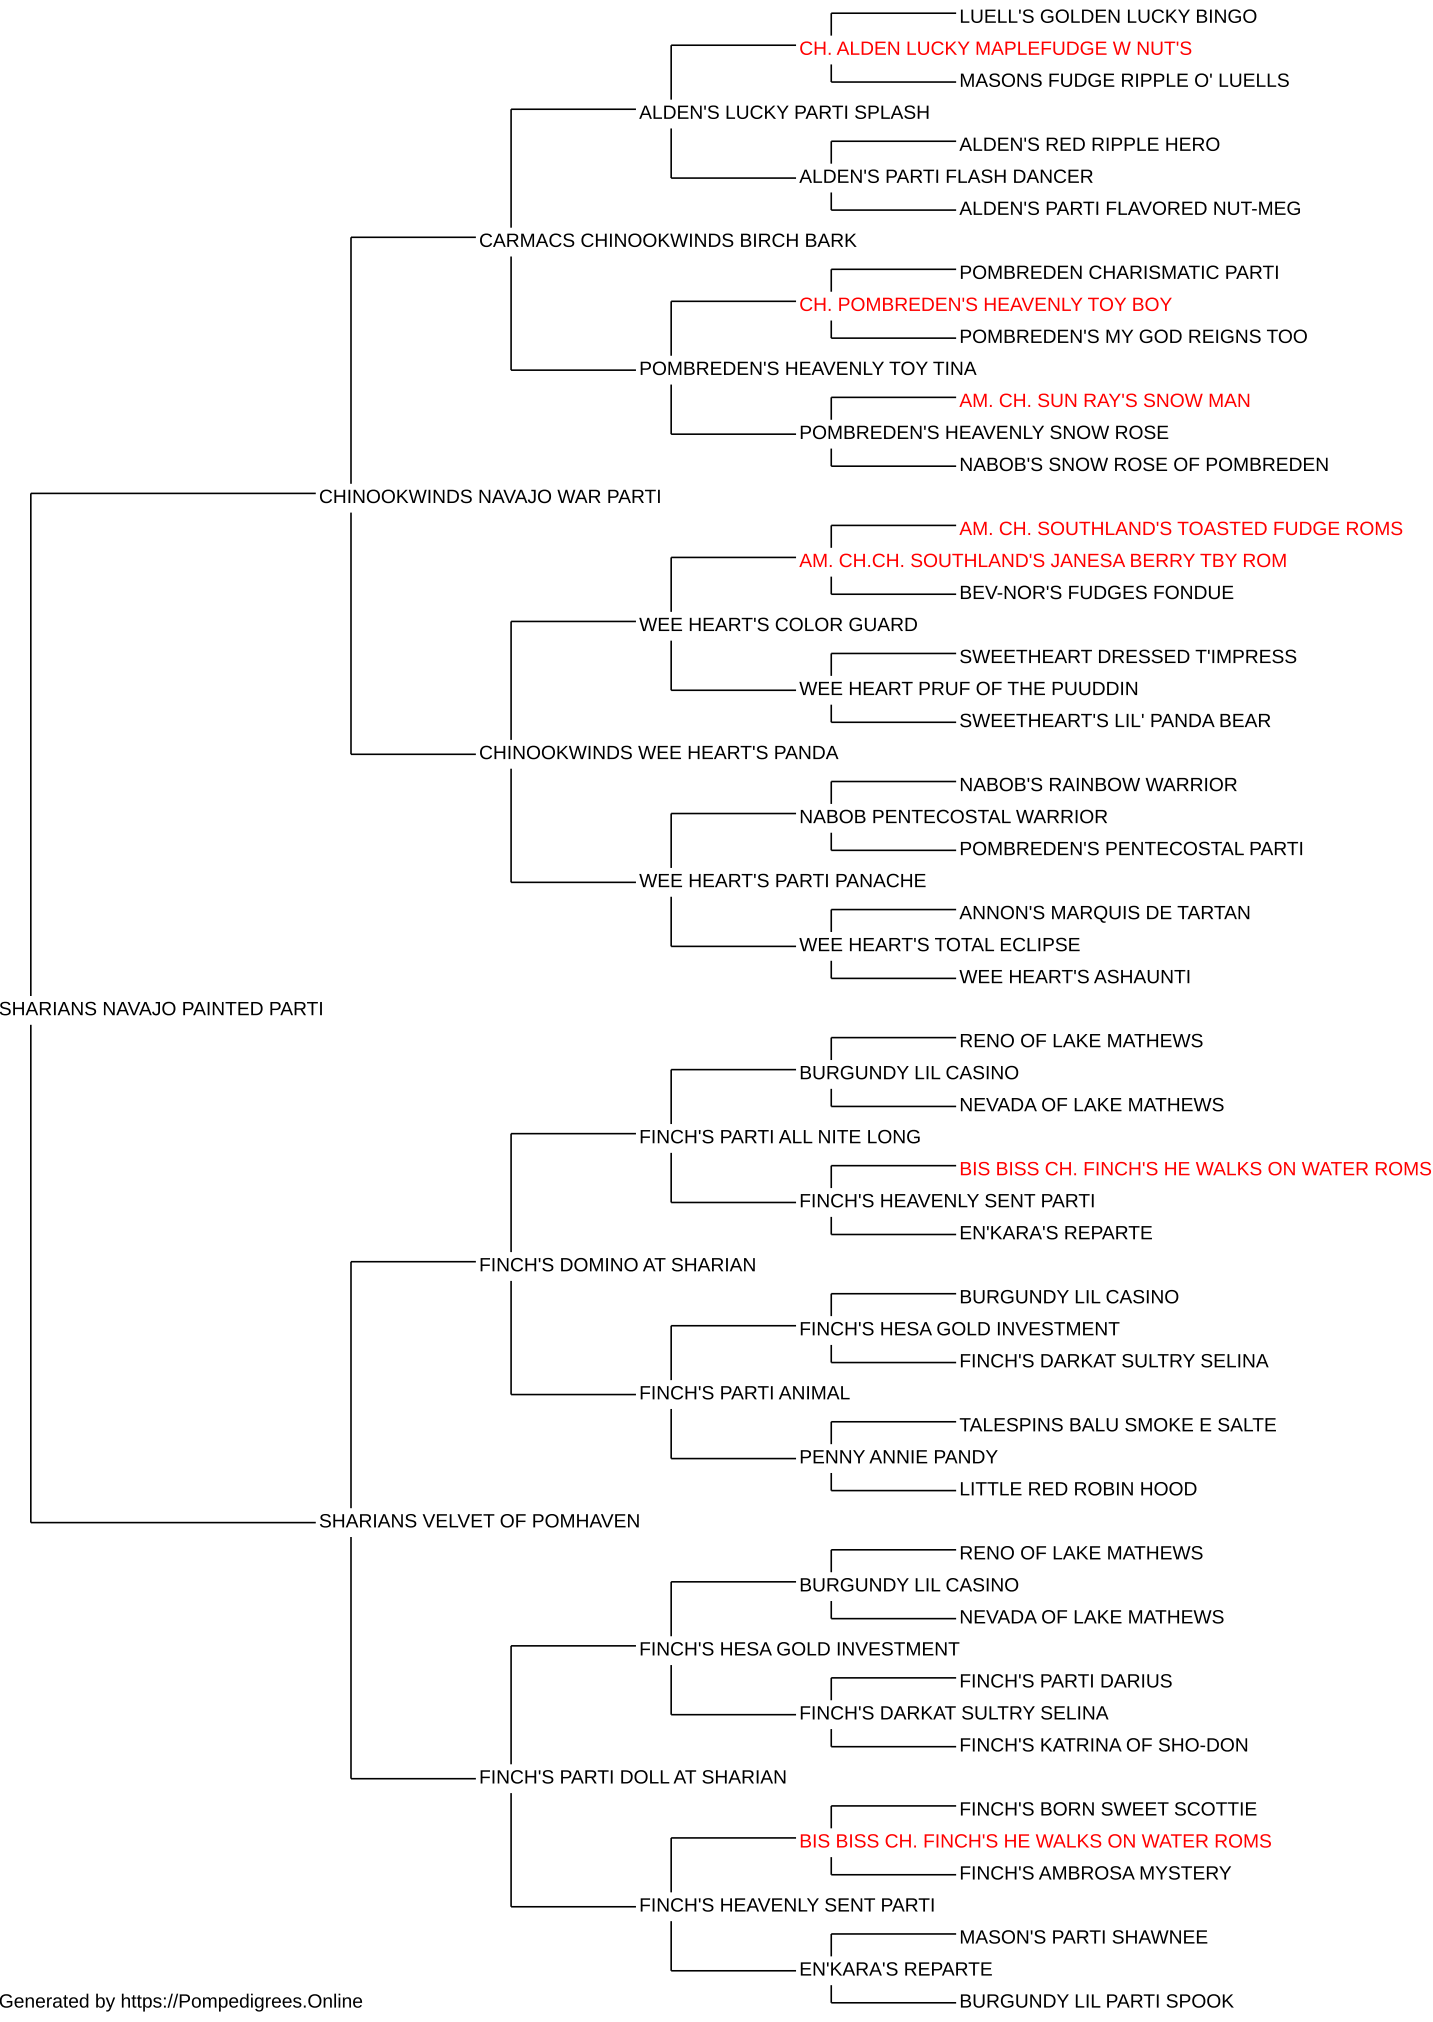 LUELL'S GOLDEN LUCKY BINGO
CH. ALDEN LUCKY MAPLEFUDGE W NUT'S
MASONS FUDGE RIPPLE O' LUELLS
ALDEN'S LUCKY PARTI SPLASH
ALDEN'S RED RIPPLE HERO
ALDEN'S PARTI FLASH DANCER
ALDEN'S PARTI FLAVORED NUT-MEG
CARMACS CHINOOKWINDS BIRCH BARK
POMBREDEN CHARISMATIC PARTI
CH. POMBREDEN'S HEAVENLY TOY BOY
POMBREDEN'S MY GOD REIGNS TOO
POMBREDEN'S HEAVENLY TOY TINA
AM. CH. SUN RAY'S SNOW MAN
POMBREDEN'S HEAVENLY SNOW ROSE
NABOB'S SNOW ROSE OF POMBREDEN
CHINOOKWINDS NAVAJO WAR PARTI
AM. CH. SOUTHLAND'S TOASTED FUDGE ROMS
AM. CH.CH. SOUTHLAND'S JANESA BERRY TBY ROM
BEV-NOR'S FUDGES FONDUE
WEE HEART'S COLOR GUARD
SWEETHEART DRESSED T'IMPRESS
WEE HEART PRUF OF THE PUUDDIN
SWEETHEART'S LIL' PANDA BEAR
CHINOOKWINDS WEE HEART'S PANDA
NABOB'S RAINBOW WARRIOR
NABOB PENTECOSTAL WARRIOR
POMBREDEN'S PENTECOSTAL PARTI
WEE HEART'S PARTI PANACHE
ANNON'S MARQUIS DE TARTAN
WEE HEART'S TOTAL ECLIPSE
WEE HEART'S ASHAUNTI
SHARIANS NAVAJO PAINTED PARTI
RENO OF LAKE MATHEWS
BURGUNDY LIL CASINO
NEVADA OF LAKE MATHEWS
FINCH'S PARTI ALL NITE LONG
BIS BISS CH. FINCH'S HE WALKS ON WATER ROMS
FINCH'S HEAVENLY SENT PARTI
EN'KARA'S REPARTE
FINCH'S DOMINO AT SHARIAN
BURGUNDY LIL CASINO
FINCH'S HESA GOLD INVESTMENT
FINCH'S DARKAT SULTRY SELINA
FINCH'S PARTI ANIMAL
TALESPINS BALU SMOKE E SALTE
PENNY ANNIE PANDY
LITTLE RED ROBIN HOOD
SHARIANS VELVET OF POMHAVEN
RENO OF LAKE MATHEWS
BURGUNDY LIL CASINO
NEVADA OF LAKE MATHEWS
FINCH'S HESA GOLD INVESTMENT
FINCH'S PARTI DARIUS
FINCH'S DARKAT SULTRY SELINA
FINCH'S KATRINA OF SHO-DON
FINCH'S PARTI DOLL AT SHARIAN
FINCH'S BORN SWEET SCOTTIE
BIS BISS CH. FINCH'S HE WALKS ON WATER ROMS
FINCH'S AMBROSA MYSTERY
FINCH'S HEAVENLY SENT PARTI
MASON'S PARTI SHAWNEE
EN'KARA'S REPARTE
BURGUNDY LIL PARTI SPOOK
Generated by https://Pompedigrees.Online